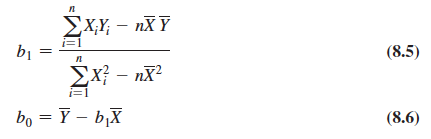 b₁ = (∑ᵢ₌₁ⁿ XᵢYᵢ − nX̄ Ȳ) / (∑ᵢ₌₁ⁿ Xᵢ² − nX̄²) (8.5)
b₀ = Ȳ − b₁X̄ (8.6)